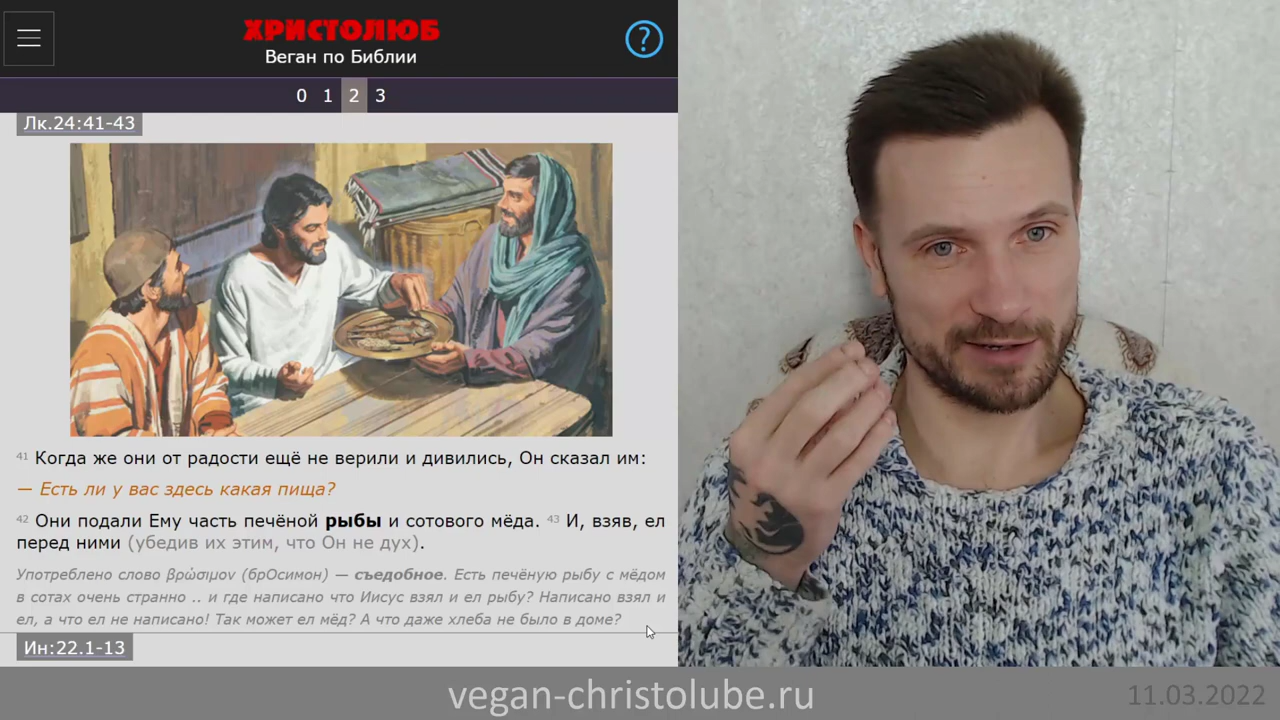 ХРИСТОЛЮБ
Веган по Библии
?
0 1 2 3
Лк.24:41-43
41 Когда же они от радости ещё не верили и дивились, Он сказал им:
— Есть ли у вас здесь какая пища?
42 Они подали Ему часть печёной рыбы и сотового мёда. 43 И, взяв, ел
перед ними (убедив их этим, что Он не дух).
Употреблено слово βρώσιμον (брОсимон) — съедобное. Есть печёную рыбу с мёдом
в сотах очень странно .. и где написано что Иисус взял и ел рыбу? Написано взял и
ел, а что ел не написано! Так может ел мёд? А что даже хлеба не было в доме?
Ин:22.1-13
vegan-christolube.ru
11.03.2022